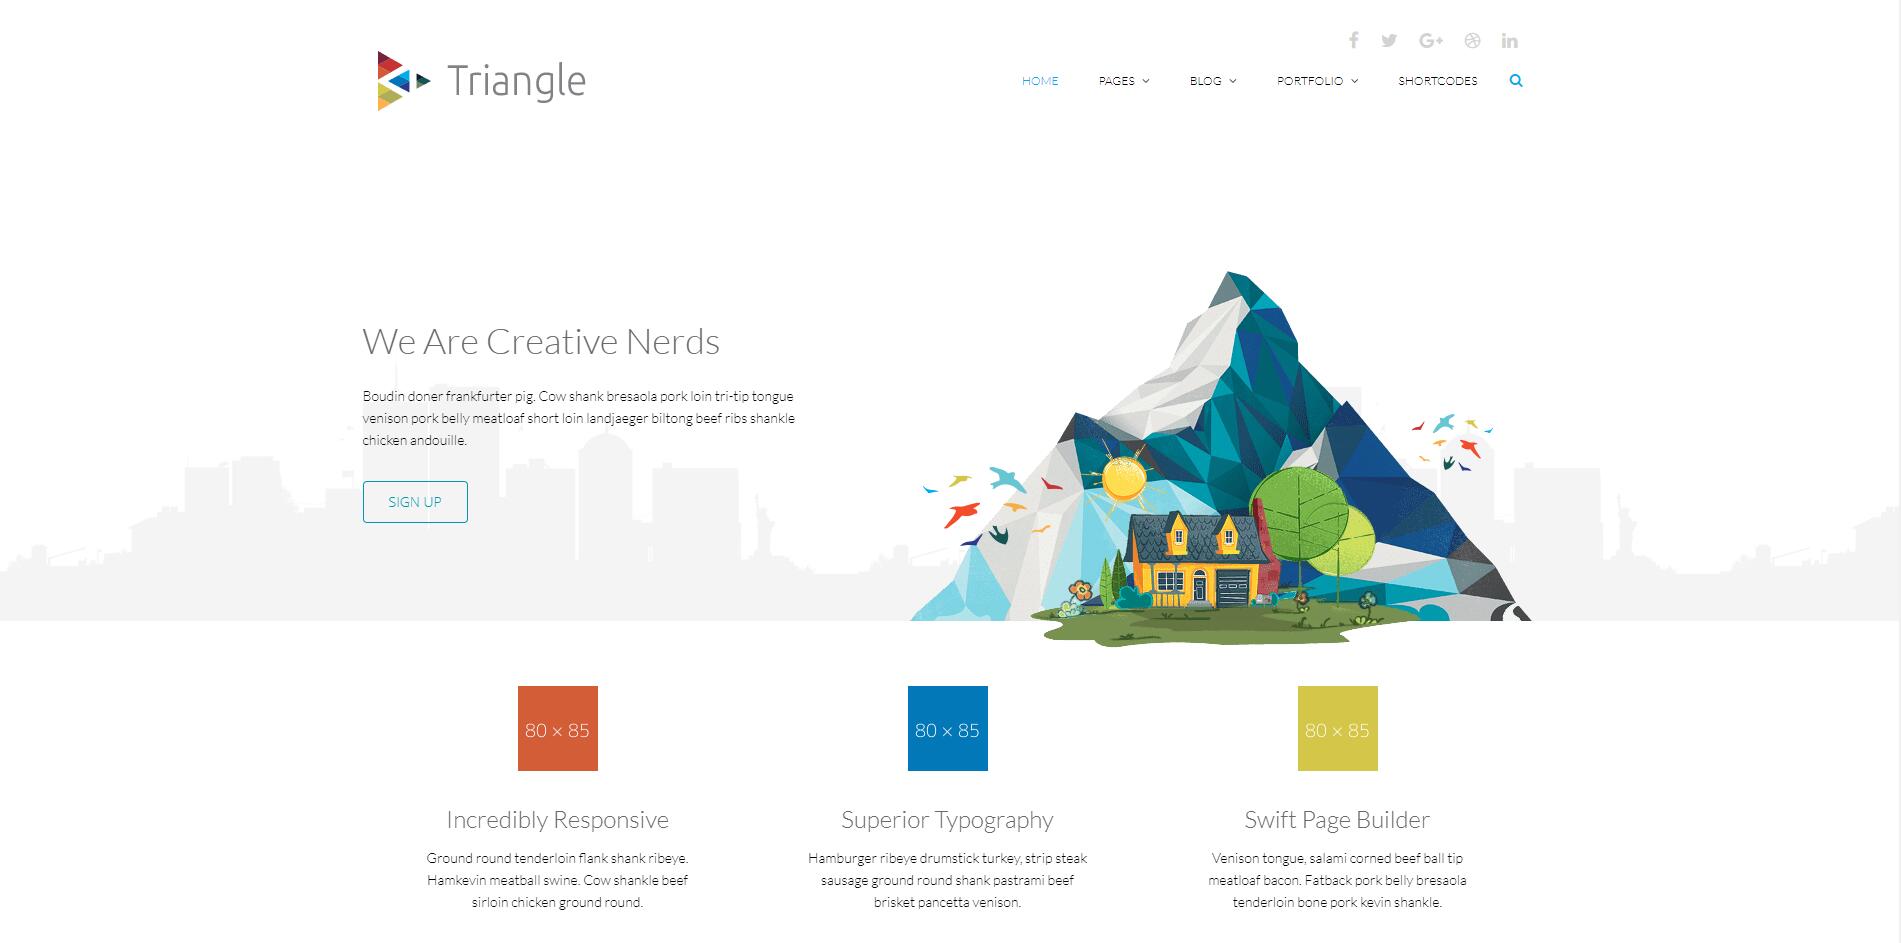 Triangle
HOME PAGES BLOG PORTFOLIO SHORTCODES
We Are Creative Nerds
Boudin doner frankfurter pig. Cow shank bresaola pork loin tri-tip tongue
venison pork belly meatloaf short loin landjaeger biltong beef ribs shankle
chicken andouille.
SIGN UP
80 × 85
80 × 85
80 × 85
Incredibly Responsive
Ground round tenderloin flank shank ribeye.
Hamkevin meatball swine. Cow shankle beef
sirloin chicken ground round.
Superior Typography
Hamburger ribeye drumstick turkey, strip steak
sausage ground round shank pastrami beef
brisket pancetta venison.
Swift Page Builder
Venison tongue, salami corned beef ball tip
meatloaf bacon. Fatback pork belly bresaola
tenderloin bone pork kevin shankle.